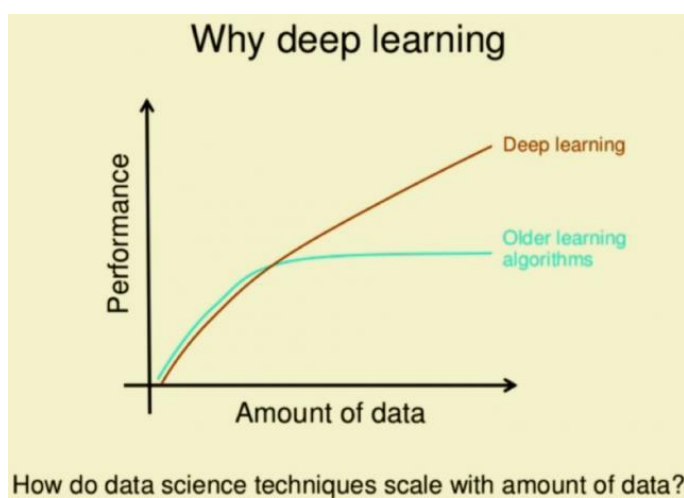 Why deep learning
Performance
Deep learning
Older learning
algorithms
Amount of data
How do data science techniques scale with amount of data?